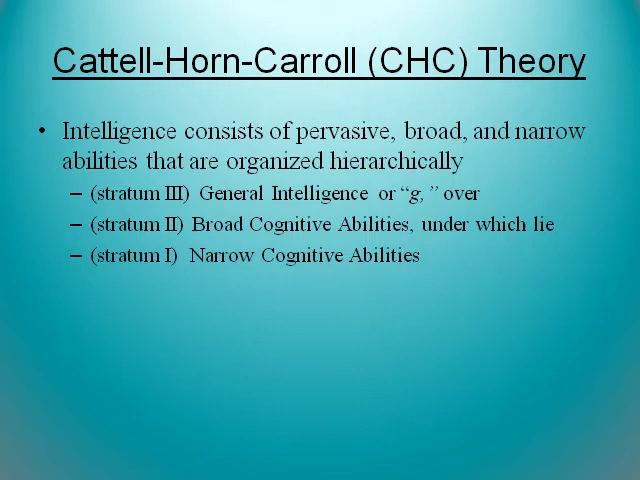 Cattell-Horn-Carroll (CHC) Theory
• Intelligence consists of pervasive, broad, and narrow
abilities that are organized hierarchically
– (stratum III) General Intelligence or “g,” over
– (stratum II) Broad Cognitive Abilities, under which lie
– (stratum I) Narrow Cognitive Abilities